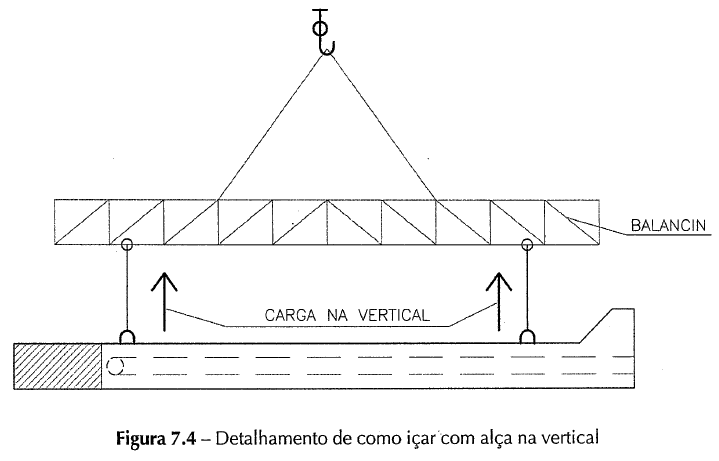 BALANCIN
CARGA NA VERTICAL
Figura 7.4 – Detalhamento de como içar com alça na vertical